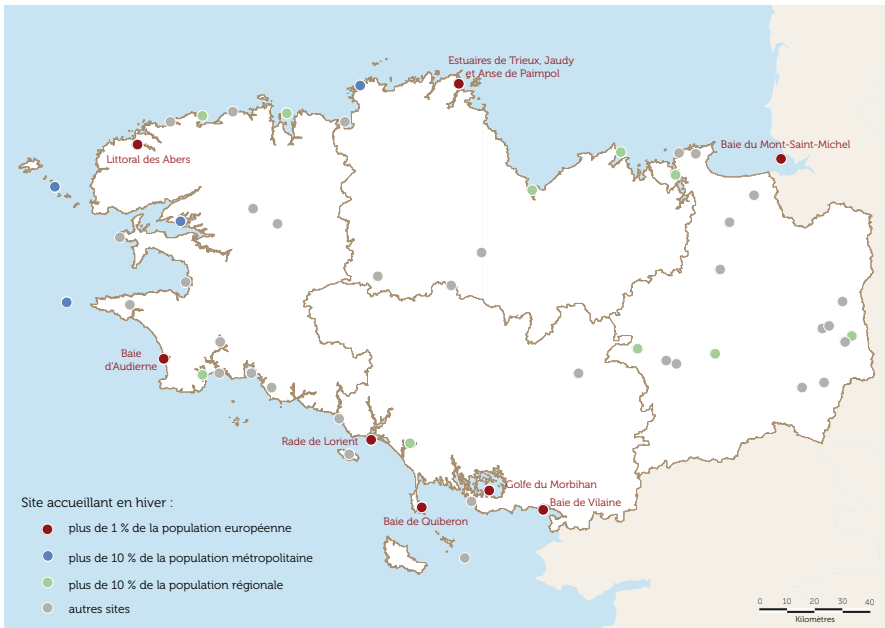 Estuaires de Trieux, Jaudy
et Anse de Paimpol
Baie du Mont-Saint-Michel
Littoral des Abers
Baie
d'Audierne
Rade de Lorient
Golfe du Morbihan
Baie de Vilaine
Baie de Quiberon
Site accueillant en hiver :
plus de 1 % de la population européenne
plus de 10 % de la population métropolitaine
plus de 10 % de la population régionale
autres sites
0 10 20 30 40
Kilomètres